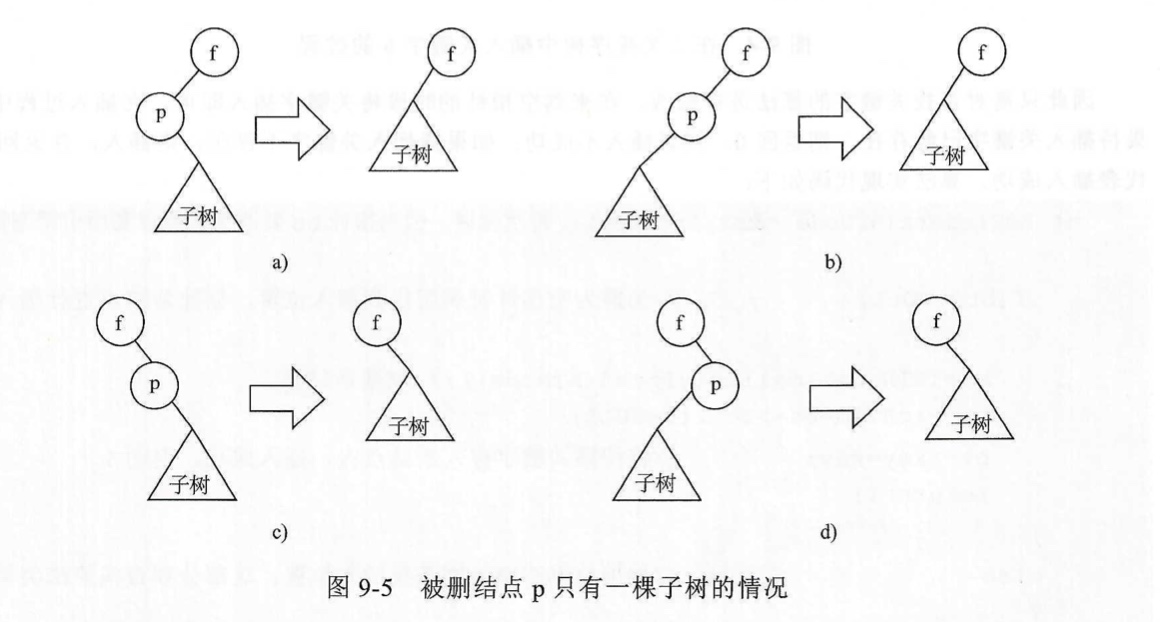 f f f f
p p
子树 子树
子树 子树
a) b)
f f f f
p p
子树 子树
子树 子树
c) d)
图 9-5 被删结点 p 只有一棵子树的情况